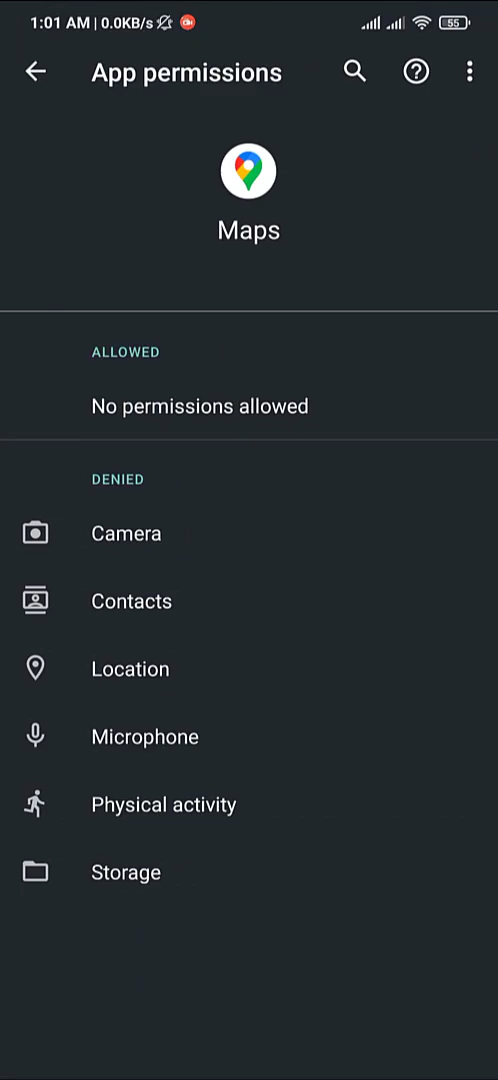 1:01 AM | 0.0KB/s 55
App permissions
Maps
ALLOWED
No permissions allowed
DENIED
Camera
Contacts
Location
Microphone
Physical activity
Storage